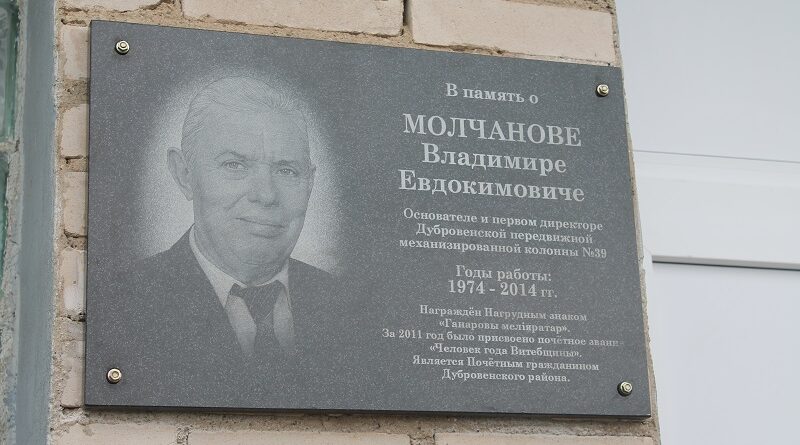 В память о
МОЛЧАНОВЕ
Владимире
Евдокимовиче
Основателе и первом директоре
Дубровенской передвижной
механизированной колонны №39
Годы работы:
1974 - 2014 гг.
Награждён Нагрудным знаком
«Ганаровы меліяратар».
За 2011 год было присвоено почётное звание
«Человек года Витебщины».
Является Почётным гражданином
Дубровенского района.